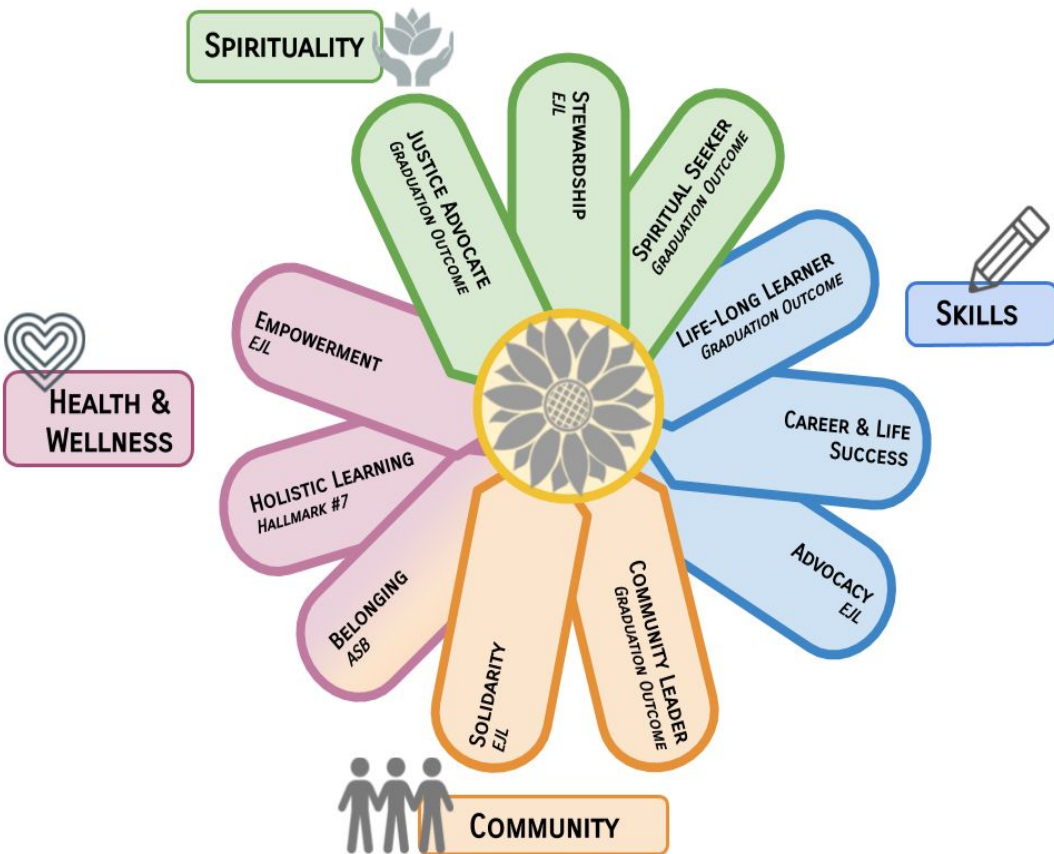 Spirituality
Justice Advocate
Graduation Outcome
Stewardship
EJL
Spiritual Seeker
Graduation Outcome
Life-Long Learner
Graduation Outcome
Skills
Career & Life
Success
Advocacy
EJL
Community Leader
Graduation Outcome
Solidarity
EJL
Community
Belonging
ASB
Holistic Learning
Hallmark #7
Empowerment
EJL
Health &
Wellness